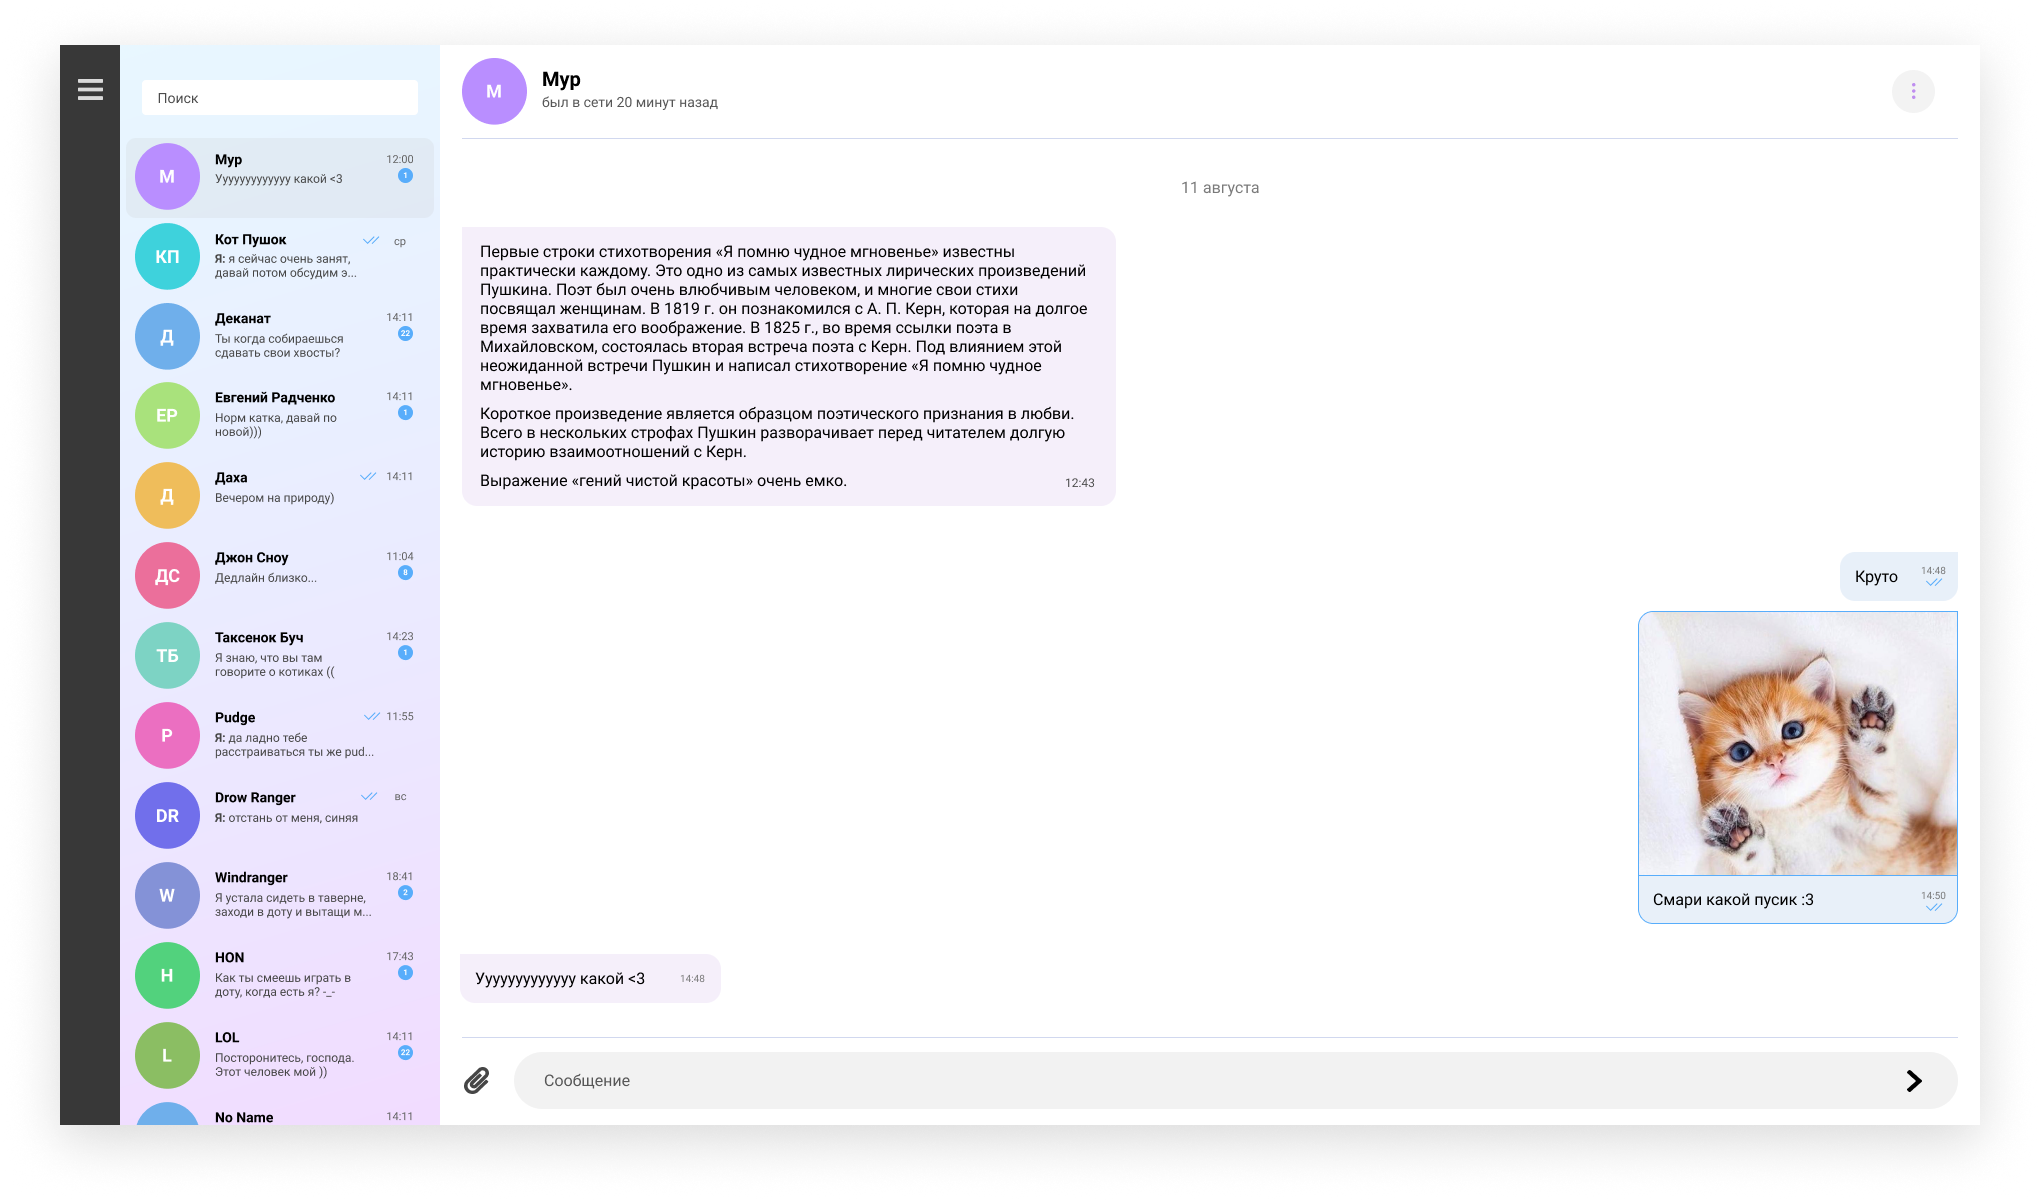 Поиск
М
Мур
12:00
Ууууууууууууу какой <3
1
КП
Кот Пушок
ср
Я: я сейчас очень занят,
давай потом обсудим э...
Д
Деканат
14:11
Ты когда собираешься
22
сдавать свои хвосты?
ЕР
Евгений Радченко
14:11
Норм катка, давай по
1
новой)))
Д
Даха
14:11
Вечером на природу)
ДС
Джон Сноу
11:04
Дедлайн близко...
8
ТБ
Таксенок Буч
14:23
Я знаю, что вы там
1
говорите о котиках ((
P
Pudge
11:55
Я: да ладно тебе
расстраиваться ты же pud...
DR
Drow Ranger
вс
Я: отстань от меня, синяя
W
Windranger
18:41
Я устала сидеть в таверне,
2
заходи в доту и вытащи м...
H
HON
17:43
Как ты смеешь играть в
1
доту, когда есть я? -_-
L
LOL
14:11
Посторонитесь, господа.
22
Этот человек мой ))
No Name
14:11
М
Мур
был в сети 20 минут назад
11 августа
Первые строки стихотворения «Я помню чудное мгновенье» известны
практически каждому. Это одно из самых известных лирических произведений
Пушкина. Поэт был очень влюбчивым человеком, и многие свои стихи
посвящал женщинам. В 1819 г. он познакомился с А. П. Керн, которая на долгое
время захватила его воображение. В 1825 г., во время ссылки поэта в
Михайловском, состоялась вторая встреча поэта с Керн. Под влиянием этой
неожиданной встречи Пушкин и написал стихотворение «Я помню чудное
мгновенье».
Короткое произведение является образцом поэтического признания в любви.
Всего в нескольких строфах Пушкин разворачивает перед читателем долгую
историю взаимоотношений с Керн.
Выражение «гений чистой красоты» очень емко.
12:43
Круто
14:48
Смари какой пусик :3
14:50
Ууууууууууууу какой <3
14:48
Сообщение